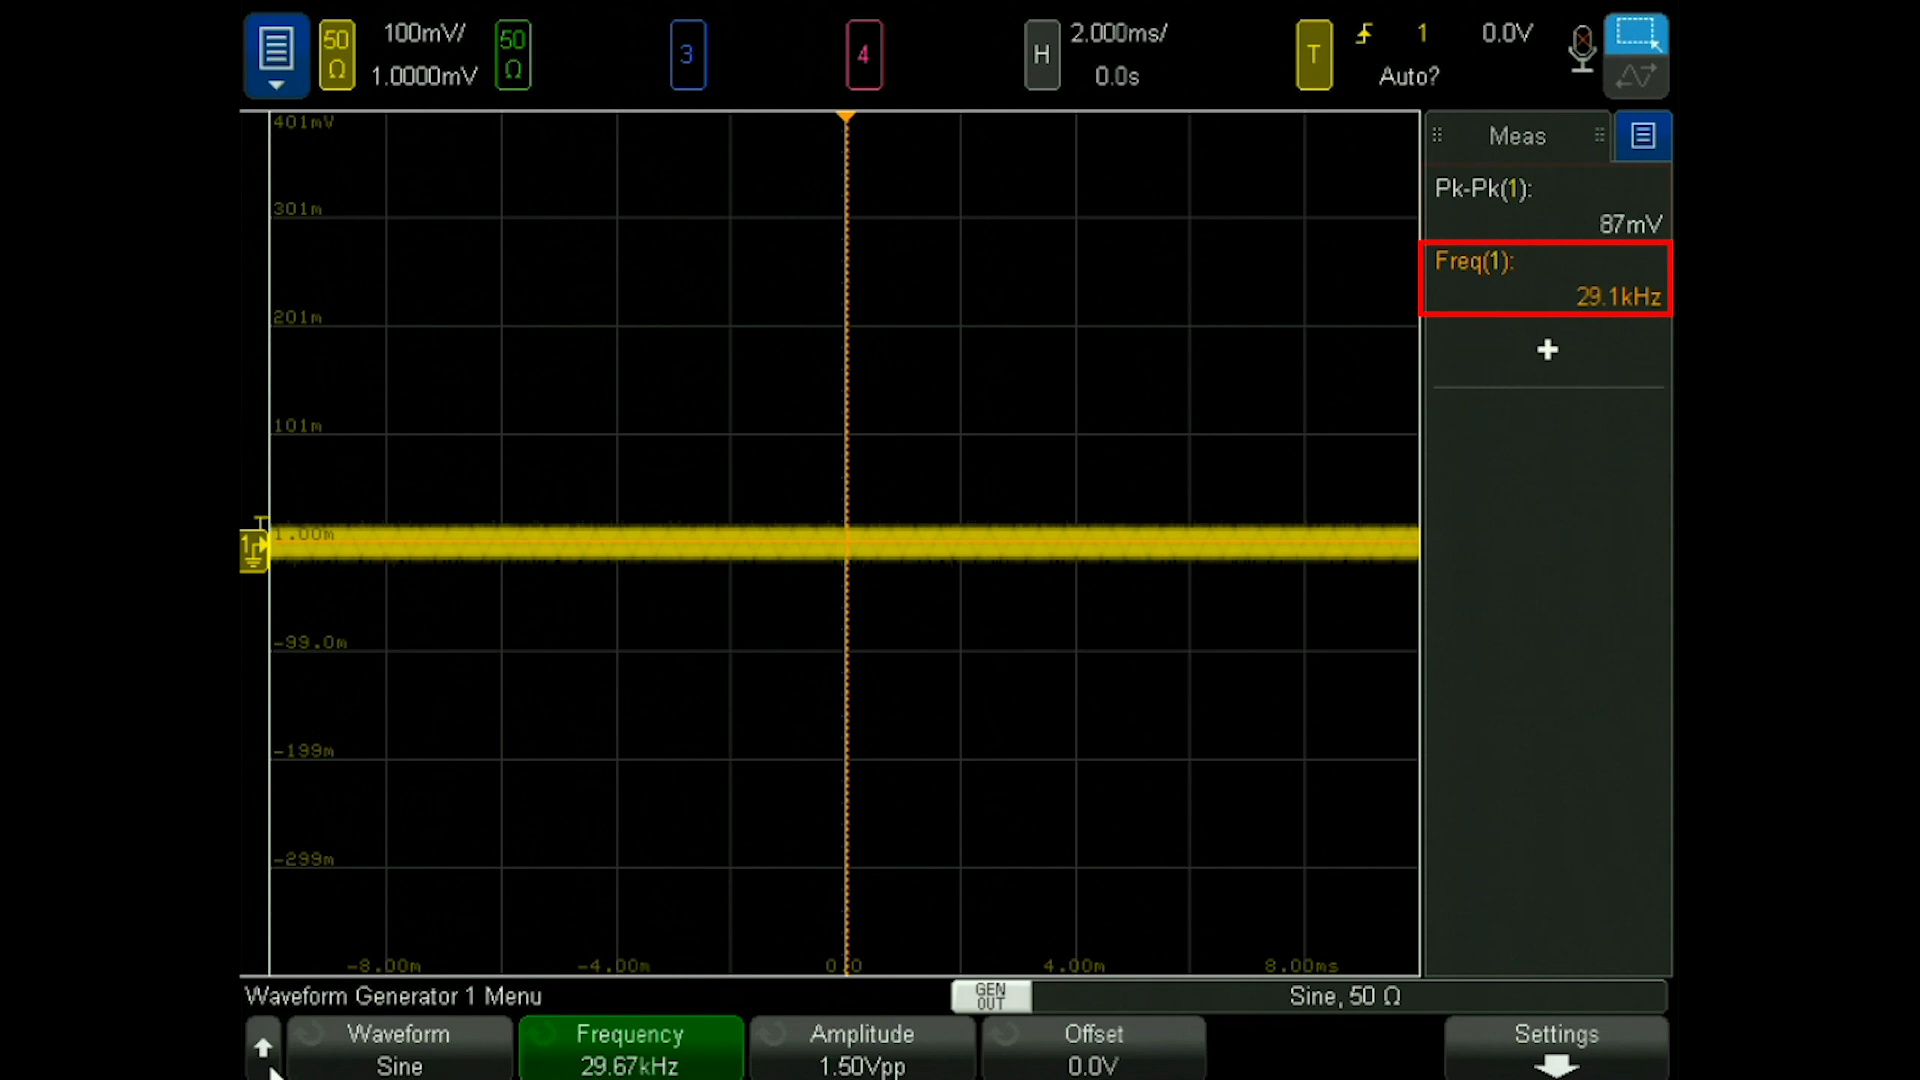 50
Ω
100mV/
1.0000mV
50
Ω
3
4
H
2.000ms/
0.0s
T
1
0.0V
Auto?
Meas
401mV
301m
201m
101m
1.00m
-99.0m
-199m
-299m
-8.00m
-4.00m
0.0
4.00m
8.00ms
T
1
Pk-Pk(1):
87mV
Freq(1):
29.1kHz
+
Waveform Generator 1 Menu
GEN
OUT
Sine, 50 Ω
Waveform
Sine
Frequency
29.67kHz
Amplitude
1.50Vpp
Offset
0.0V
Settings